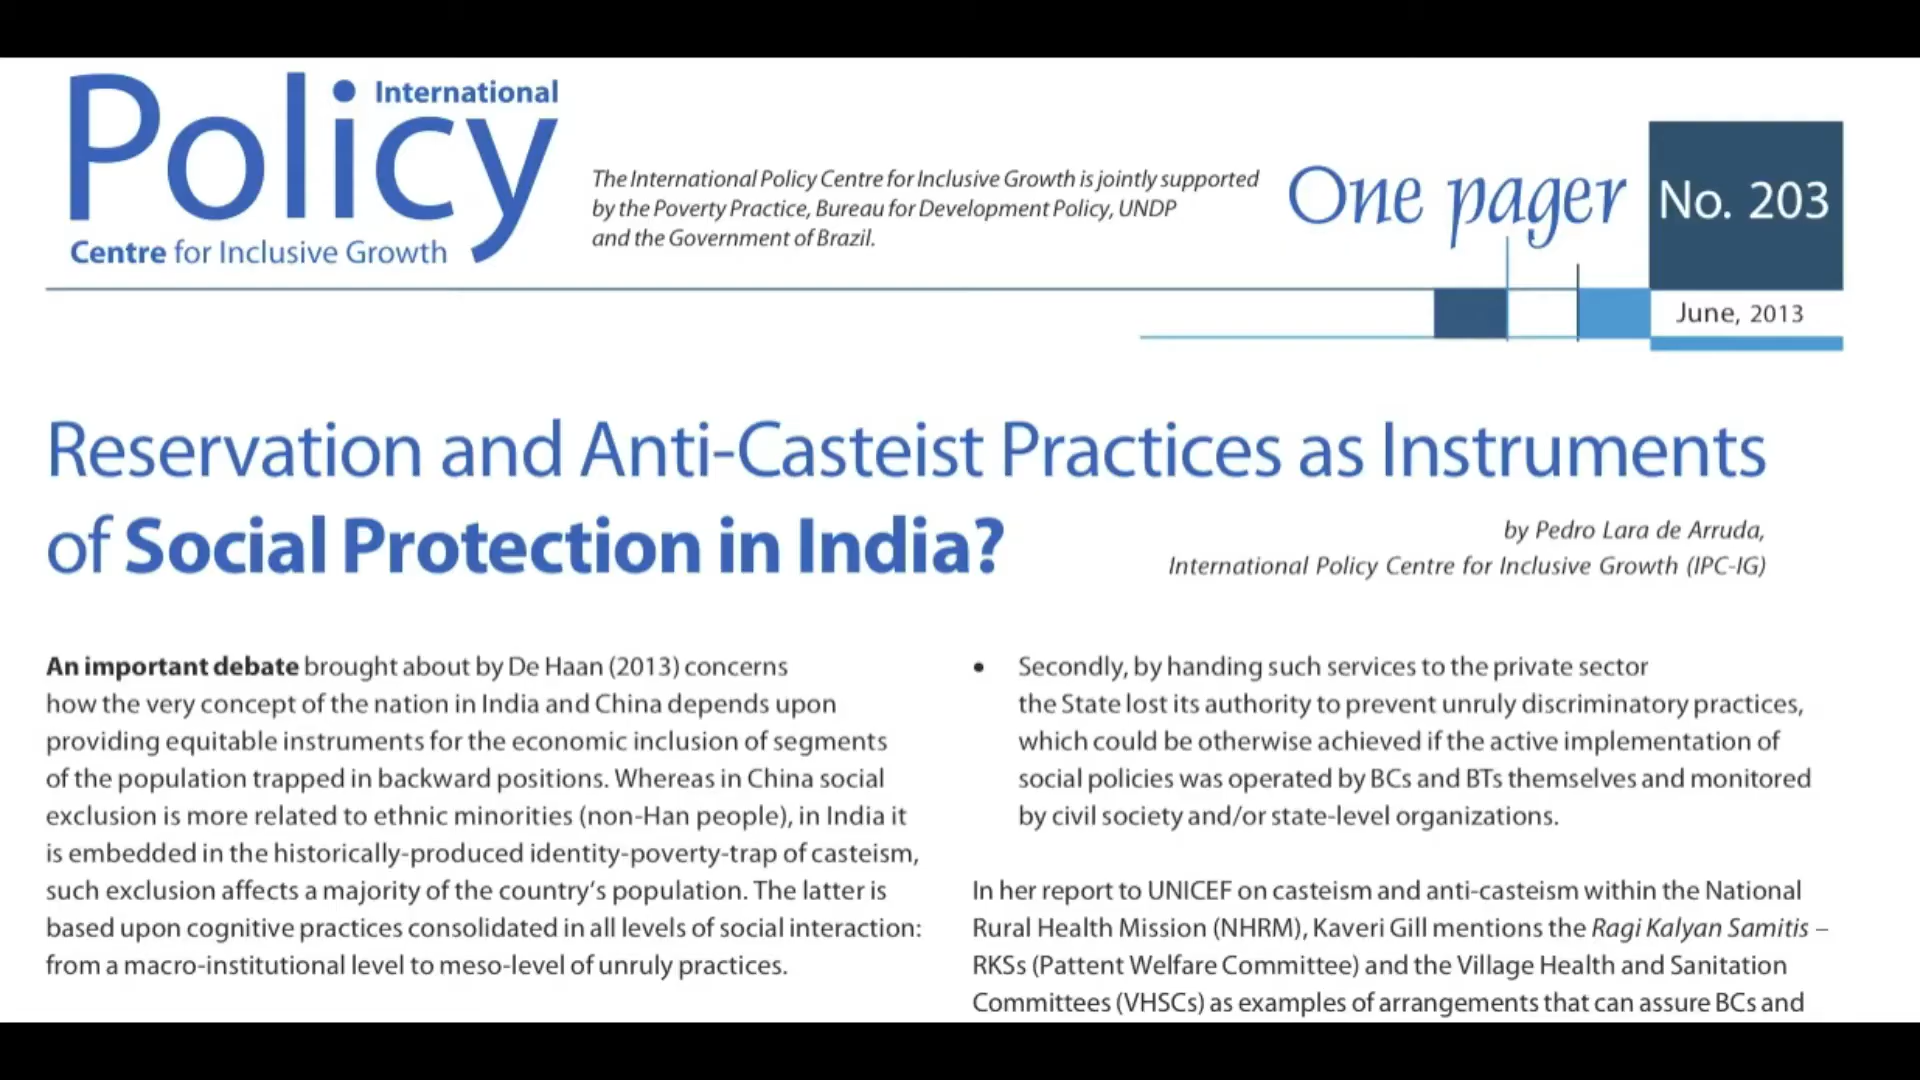 International
Policy
Centre for Inclusive Growth
The International Policy Centre for Inclusive Growth is jointly supported
by the Poverty Practice, Bureau for Development Policy, UNDP
and the Government of Brazil.
One pager
No. 203
June, 2013
Reservation and Anti-Casteist Practices as Instruments
of Social Protection in India?
by Pedro Lara de Arruda,
International Policy Centre for Inclusive Growth (IPC-IG)
An important debate brought about by De Haan (2013) concerns
how the very concept of the nation in India and China depends upon
providing equitable instruments for the economic inclusion of segments
of the population trapped in backward positions. Whereas in China social
exclusion is more related to ethnic minorities (non-Han people), in India it
is embedded in the historically-produced identity-poverty-trap of casteism,
such exclusion affects a majority of the country's population. The latter is
based upon cognitive practices consolidated in all levels of social interaction:
from a macro-institutional level to meso-level of unruly practices.
• Secondly, by handing such services to the private sector
the State lost its authority to prevent unruly discriminatory practices,
which could be otherwise achieved if the active implementation of
social policies was operated by BCs and BTs themselves and monitored
by civil society and/or state-level organizations.
In her report to UNICEF on casteism and anti-casteism within the National
Rural Health Mission (NHRM), Kaveri Gill mentions the Ragi Kalyan Samitis –
RKSs (Pattent Welfare Committee) and the Village Health and Sanitation
Committees (VHSCs) as examples of arrangements that can assure BCs and